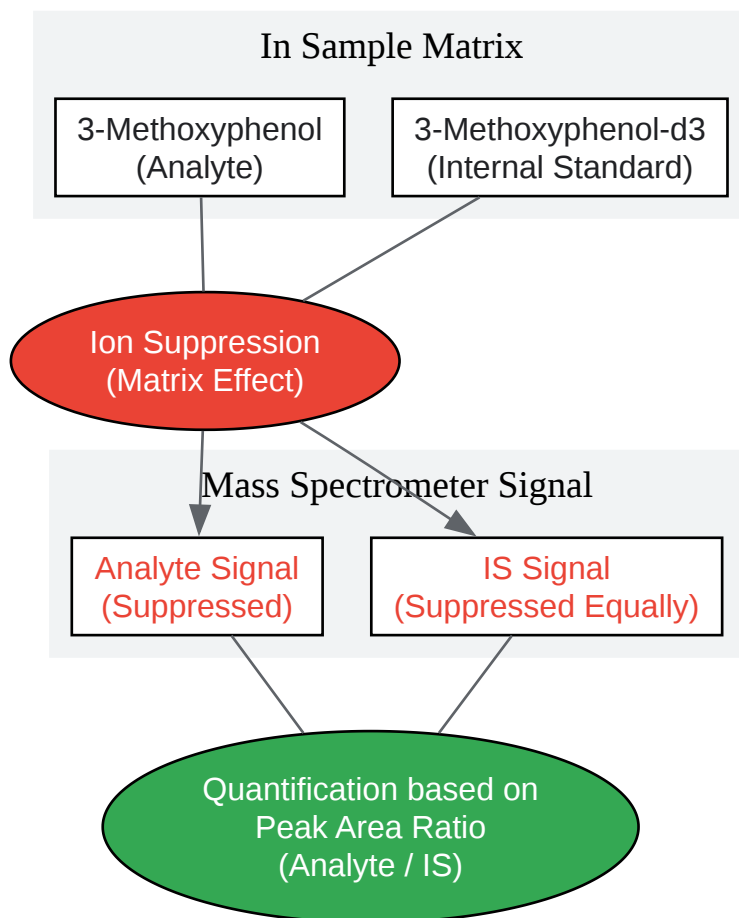 In Sample Matrix
3-Methoxyphenol
(Analyte)
3-Methoxyphenol-d3
(Internal Standard)
Ion Suppression
(Matrix Effect)
Mass Spectrometer Signal
Analyte Signal
(Suppressed)
IS Signal
(Suppressed Equally)
Quantification based on
Peak Area Ratio
(Analyte / IS)